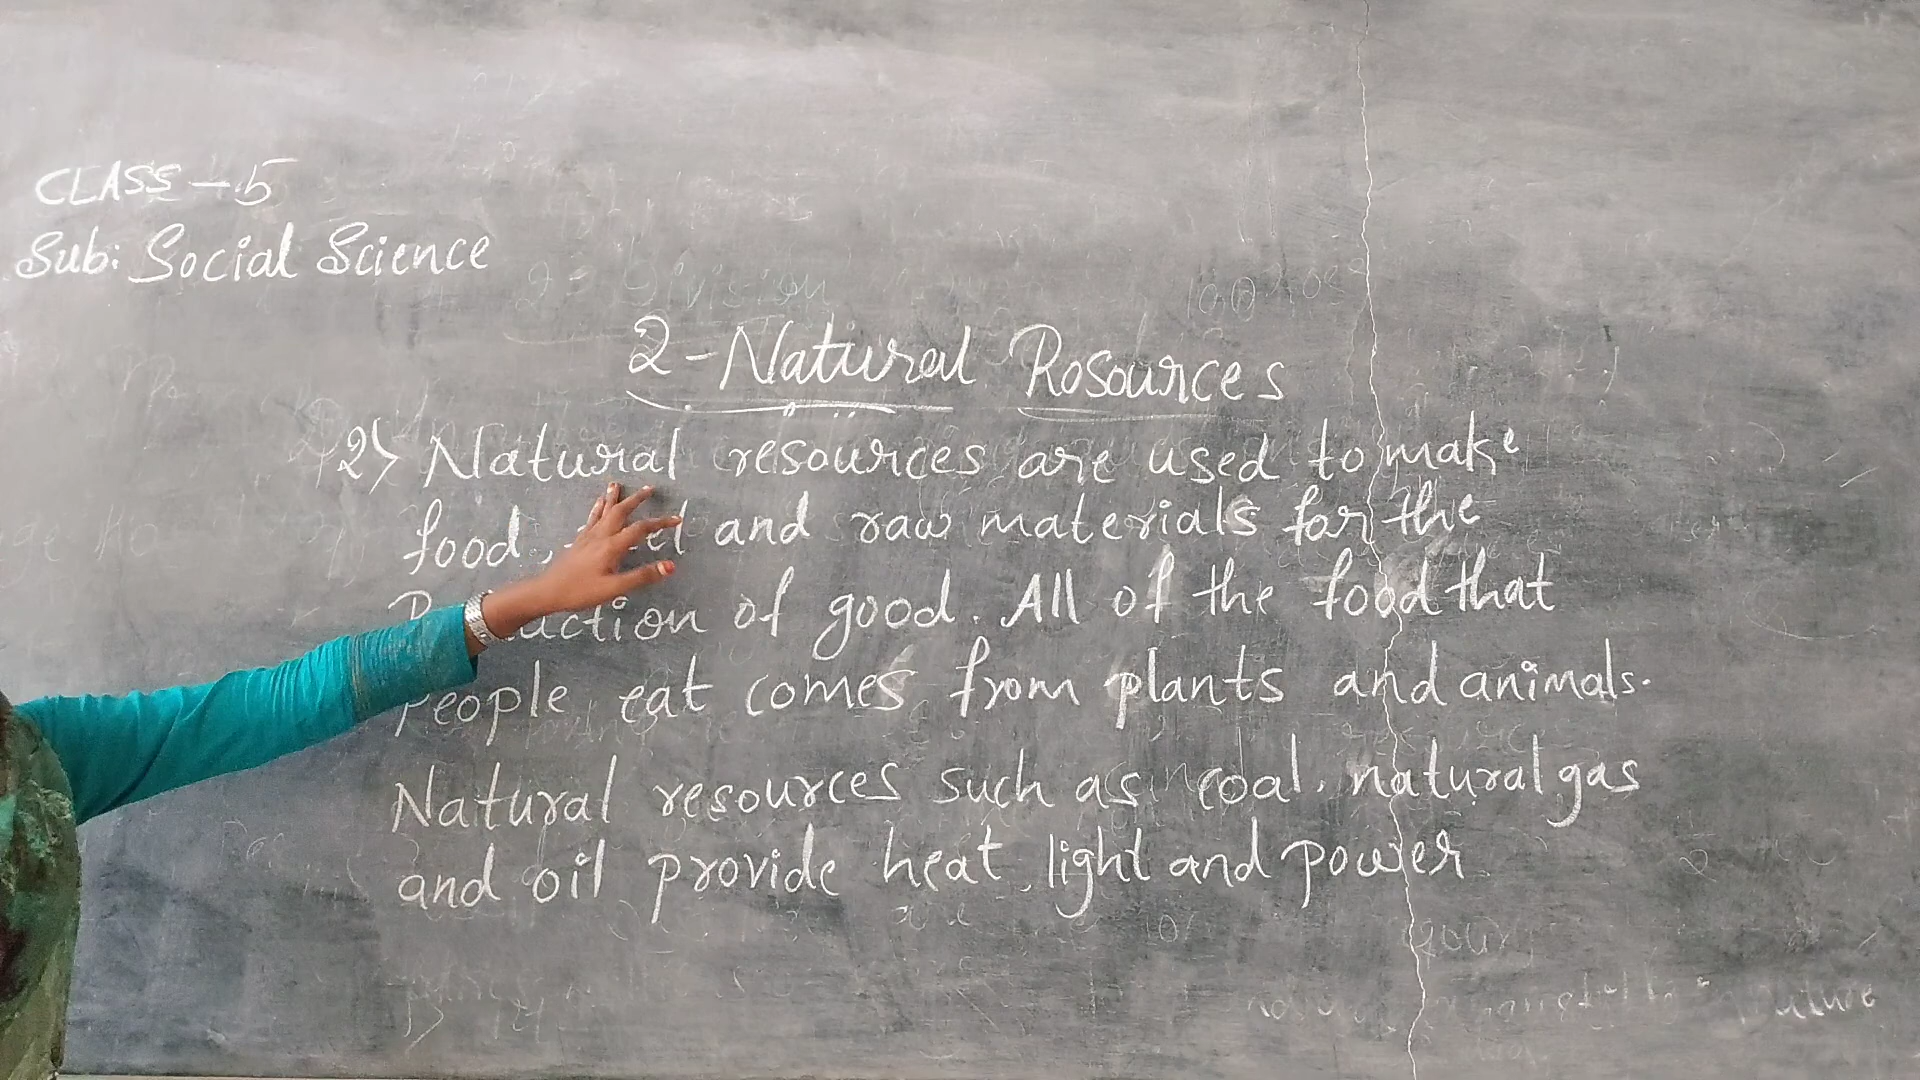 CLASS - 5
Sub: Social Science
2 - Natural Rosources
2) Natural resources are used to make
food, and raw materials for the
of good. All of the food that
People eat comes from plants and animals.
Natural resources such as coal, natural gas
and oil provide heat, light and power